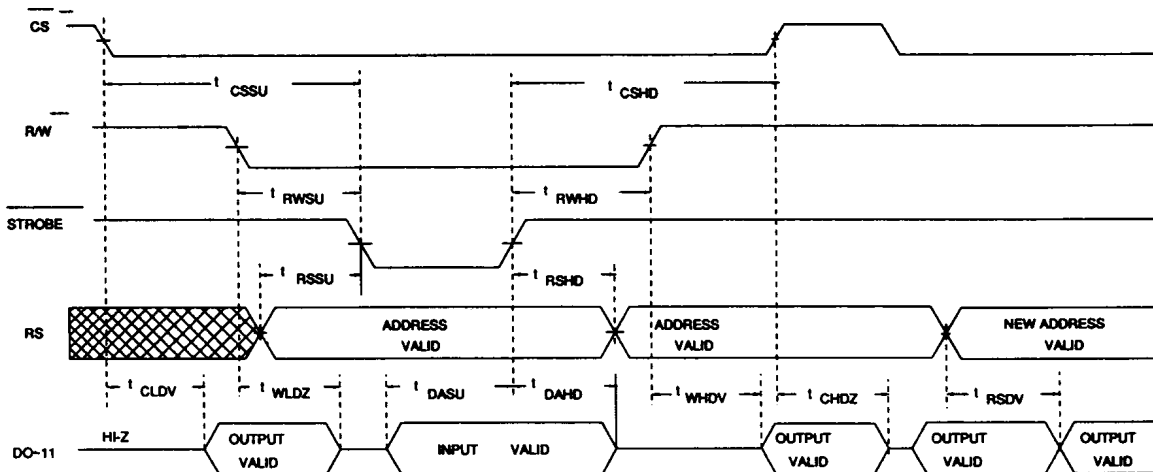 CS
t CSSU
t CSHD
R/W
t RWSU
t RWHD
STROBE
t RSSU
t RSHD
RS
ADDRESS
VALID
ADDRESS
VALID
NEW ADDRESS
VALID
t CLDV
t WLDZ
t DASU
t DAHD
t WHDV
t CHDZ
t RSDV
DO~11
HI-Z
OUTPUT
VALID
INPUT VALID
OUTPUT
VALID
OUTPUT
VALID
OUTPUT
VALID